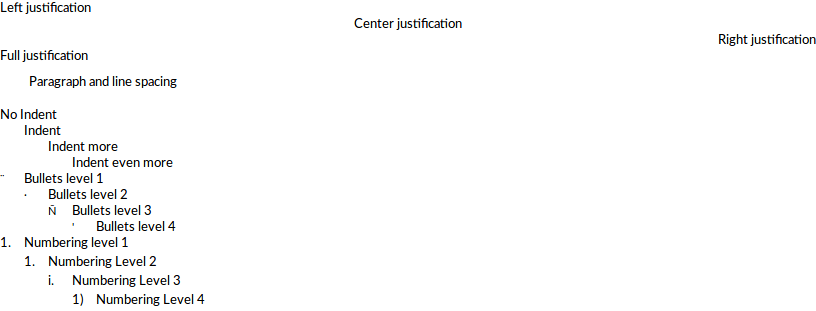 Left justification
Center justification
Right justification
Full justification
Paragraph and line spacing
No Indent
Indent
Indent more
Indent even more
¨ Bullets level 1
· Bullets level 2
Ñ Bullets level 3
' Bullets level 4
1. Numbering level 1
1. Numbering Level 2
i. Numbering Level 3
1) Numbering Level 4